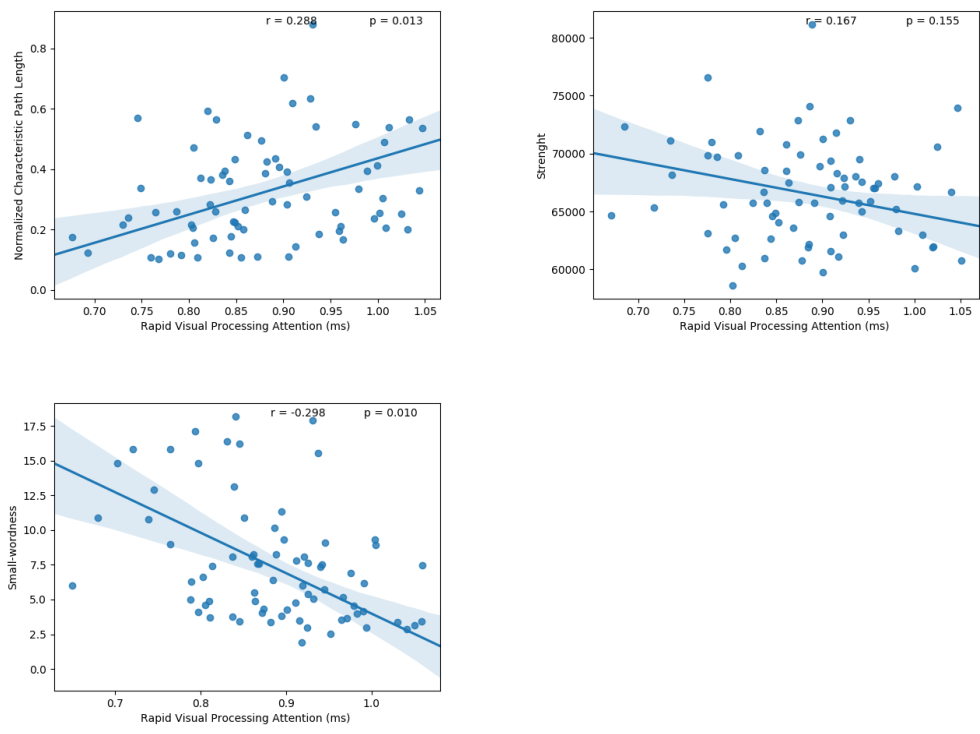 r = 0.288 p = 0.013
Normalized Characteristic Path Length
0.8
0.6
0.4
0.2
0.0
0.70 0.75 0.80 0.85 0.90 0.95 1.00 1.05
Rapid Visual Processing Attention (ms)
r = 0.167 p = 0.155
Strenght
80000
75000
70000
65000
60000
0.70 0.75 0.80 0.85 0.90 0.95 1.00 1.05
Rapid Visual Processing Attention (ms)
r = -0.298 p = 0.010
Small-wordness
17.5
15.0
12.5
10.0
7.5
5.0
2.5
0.0
0.7 0.8 0.9 1.0
Rapid Visual Processing Attention (ms)